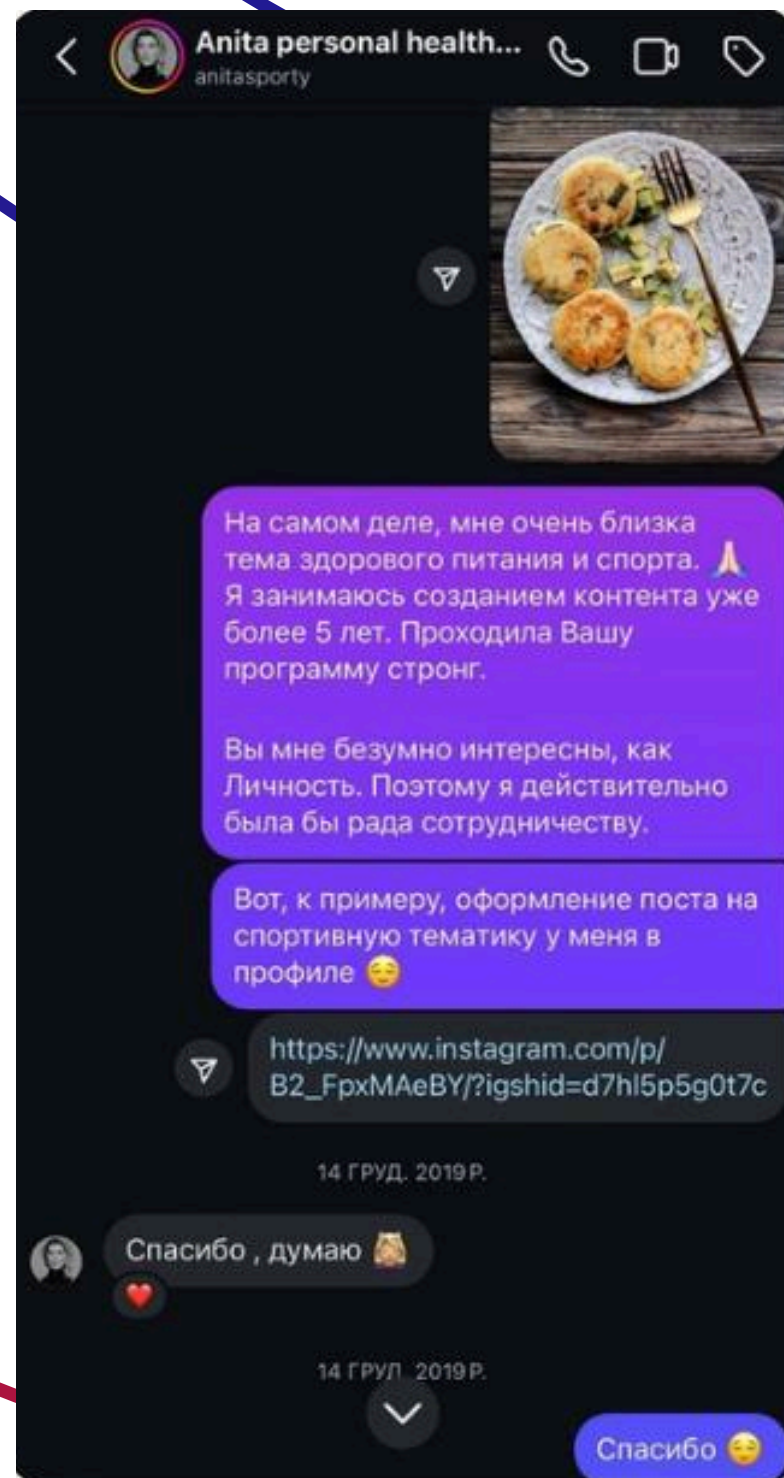 Anita personal health...
anitasporty
На самом деле, мне очень близка
тема здорового питания и спорта. 🙏🏻
Я занимаюсь созданием контента уже
более 5 лет. Проходила Вашу
программу стронг.
Вы мне безумно интересны, как
Личность. Поэтому я действительно
была бы рада сотрудничеству.
Вот, к примеру, оформление поста на
спортивную тематику у меня в
профиле 😌
https://www.instagram.com/p/
B2_FpxMAeBY/?igshid=d7hl5p5g0t7c
14 ГРУД. 2019 Р.
Спасибо , думаю 🙈
14 ГРУД. 2019 Р.
Спасибо 😌